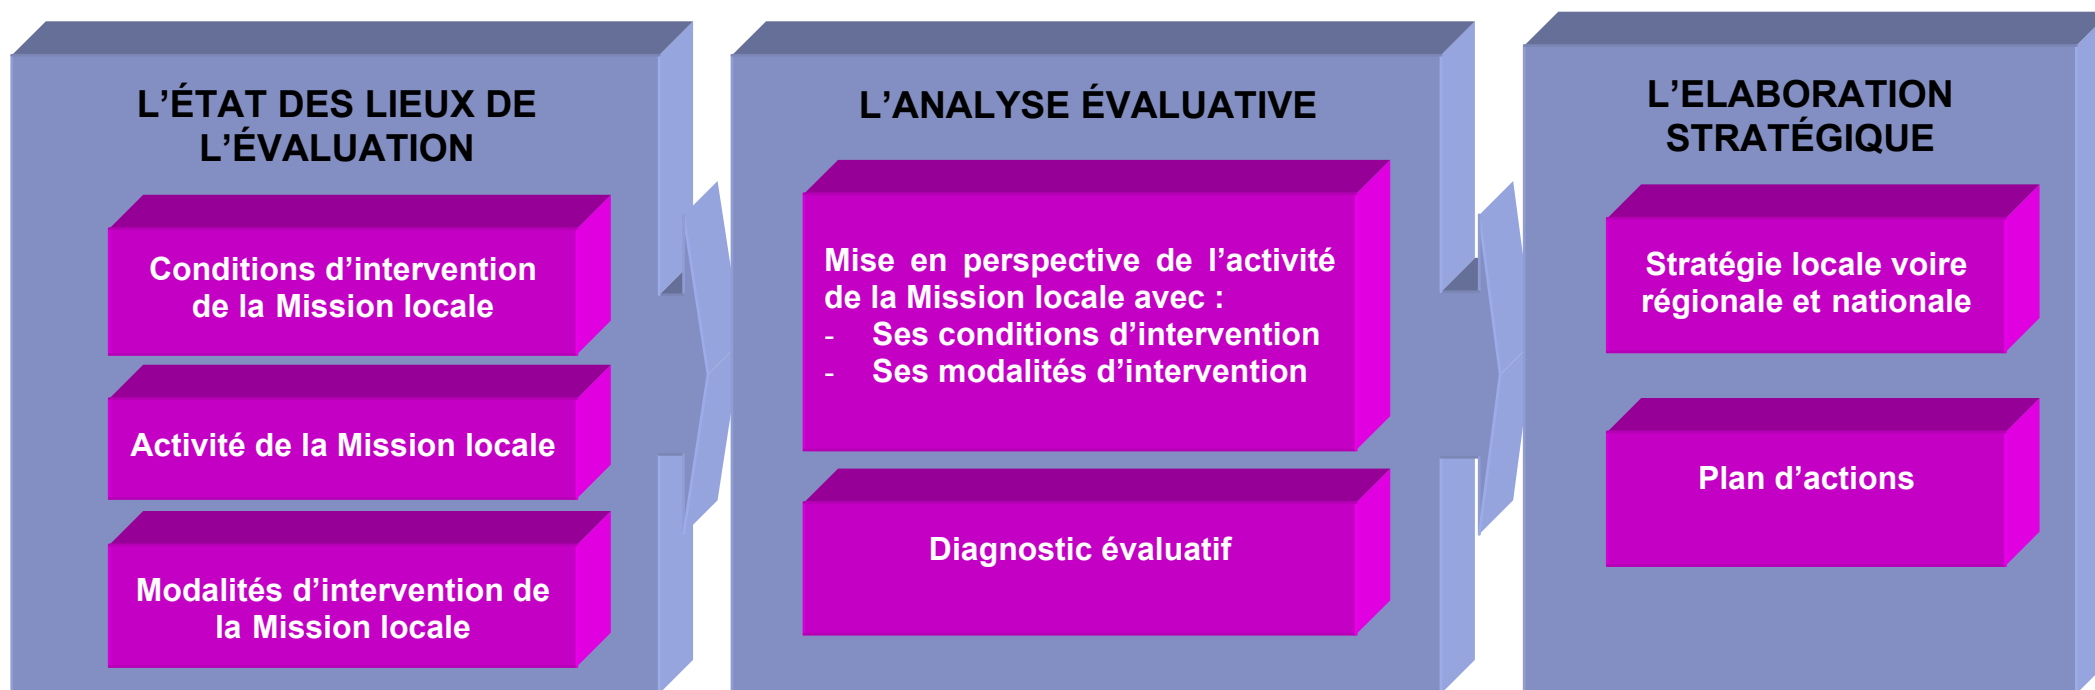 L’ÉTAT DES LIEUX DE
L’ÉVALUATION
Conditions d’intervention
de la Mission locale
Activité de la Mission locale
Modalités d’intervention de
la Mission locale
L’ANALYSE ÉVALUATIVE
Mise en perspective de l’activité
de la Mission locale avec :
- Ses conditions d’intervention
- Ses modalités d’intervention
Diagnostic évaluatif
L’ELABORATION
STRATÉGIQUE
Stratégie locale voire
régionale et nationale
Plan d’actions